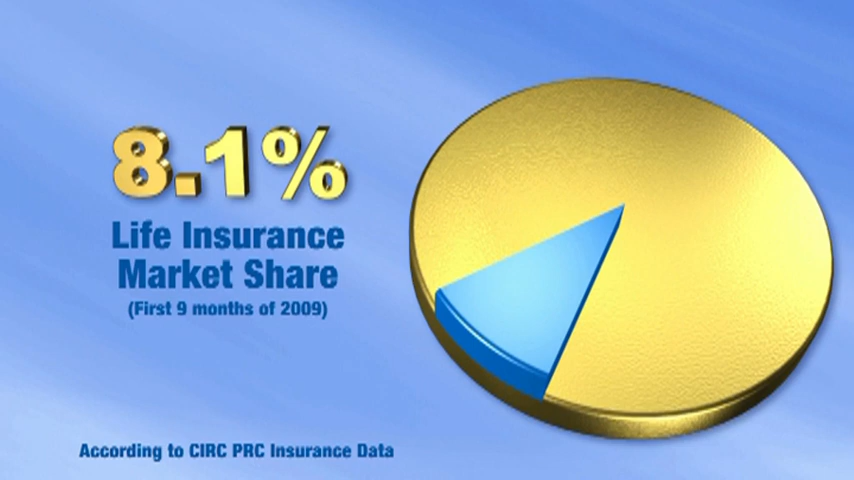 8.1%
Life Insurance
Market Share
(First 9 months of 2009)
According to CIRC PRC Insurance Data